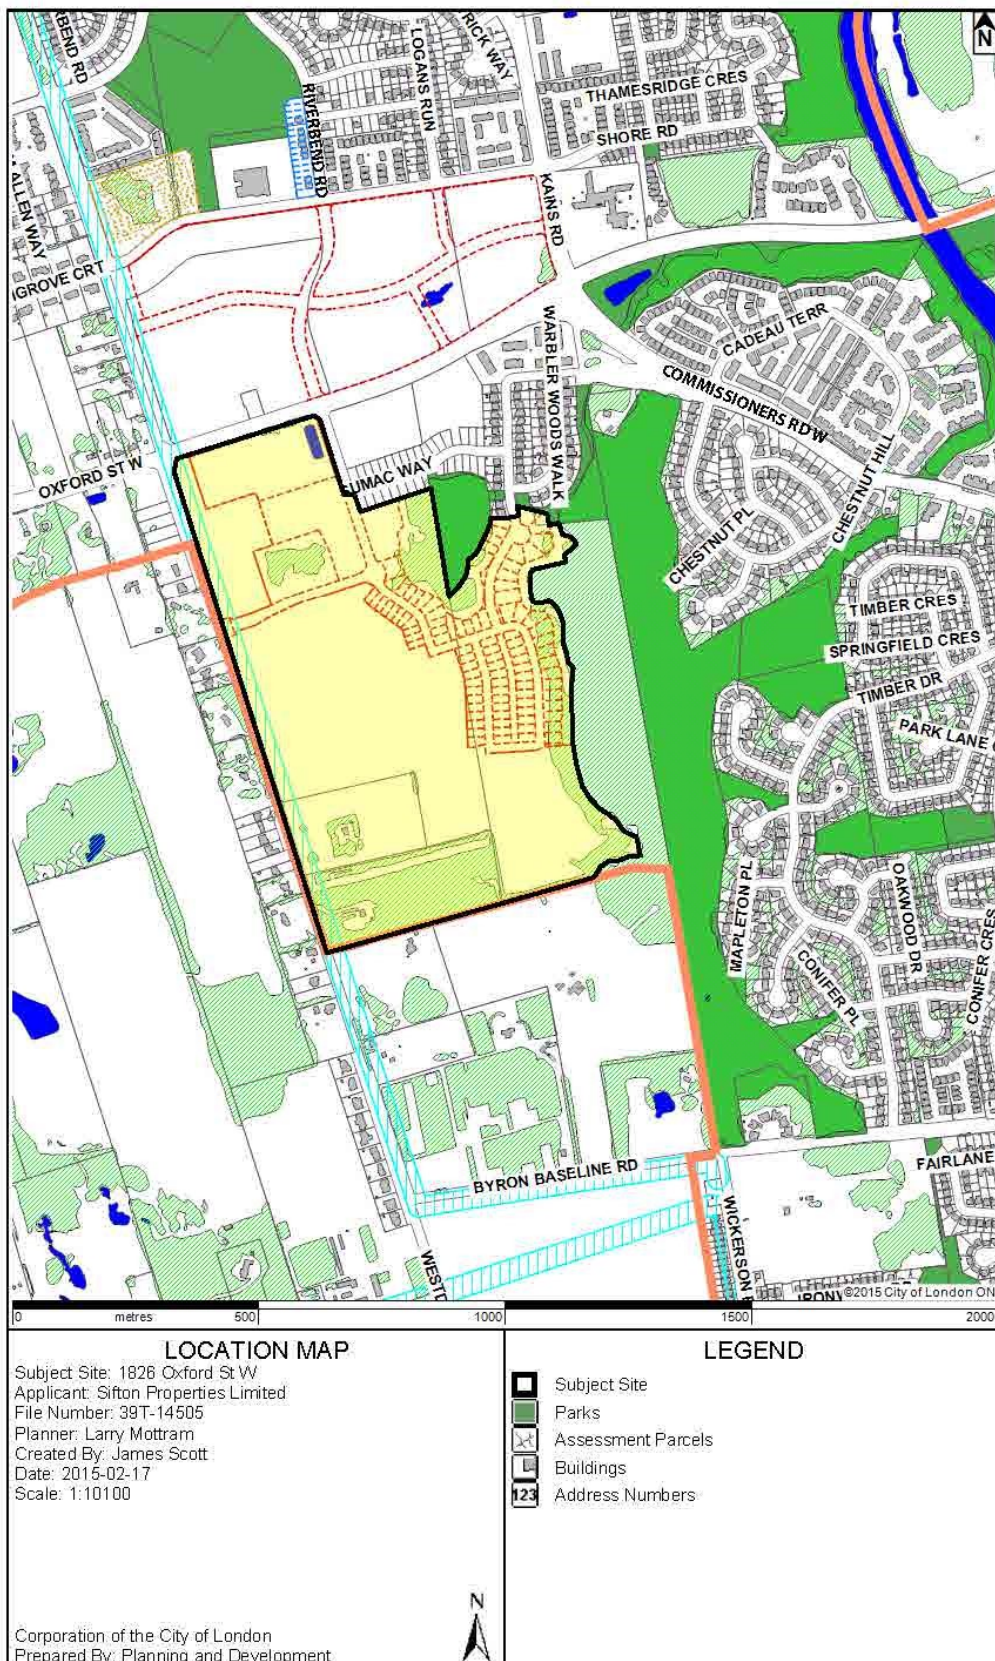 N
RBEND RD
LOGANS RUN
TRICK WAY
THAMESRIDGE CRES
SHORE RD
RIVERBEND RD
ALLEN WAY
KAINS RD
GROVE CRT
WARBLER WOODS WALK
CADEAU TERR
COMMISSIONERS RD W
OXFORD ST W
SUMAC WAY
CHESTNUT HILL
CHESTNUT PL
TIMBER CRES
SPRINGFIELD CRES
TIMBER DR
PARK LANE
MAPLETON PL
OAKWOOD DR
CONIFER CRES
CONIFER PL
BYRON BASELINE RD
FAIRLANE
WICKERSON R
WESTD
IRONW
©2015 City of London ON
0 metres 500 1000 1500 2000
LOCATION MAP
Subject Site: 1826 Oxford St W
Applicant: Sifton Properties Limited
File Number: 39T-14505
Planner: Larry Mottram
Created By: James Scott
Date: 2015-02-17
Scale: 1:10100
N
Corporation of the City of London
Prepared By: Planning and Development
LEGEND
Subject Site
Parks
Assessment Parcels
Buildings
123 Address Numbers